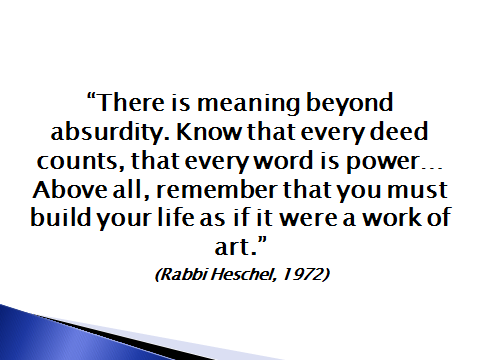 “There is meaning beyond
absurdity. Know that every deed
counts, that every word is power…
Above all, remember that you must
build your life as if it were a work of
art.”
(Rabbi Heschel, 1972)